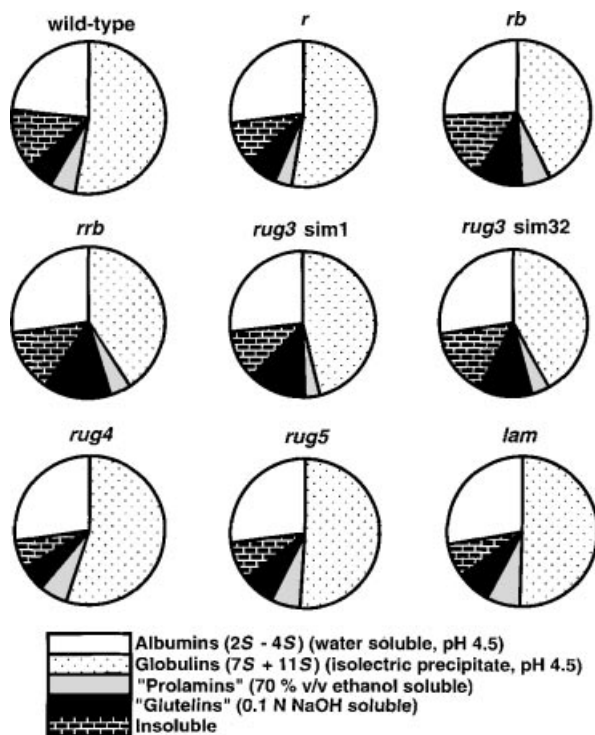 wild-type r rb
rrb rug3 sim1 rug3 sim32
rug4 rug5 lam
Albumins (2S - 4S) (water soluble, pH 4.5)
Globulins (7S + 11S) (isolectric precipitate, pH 4.5)
"Prolamins" (70 % v/v ethanol soluble)
"Glutelins" (0.1 N NaOH soluble)
Insoluble